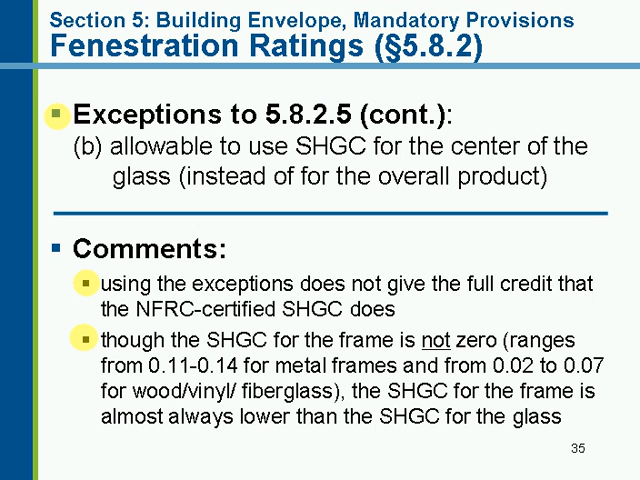 Section 5: Building Envelope, Mandatory Provisions
Fenestration Ratings (§5.8.2)
▪ Exceptions to 5.8.2.5 (cont.):
(b) allowable to use SHGC for the center of the
glass (instead of for the overall product)
▪ Comments:
▪ using the exceptions does not give the full credit that
the NFRC-certified SHGC does
▪ though the SHGC for the frame is not zero (ranges
from 0.11-0.14 for metal frames and from 0.02 to 0.07
for wood/vinyl/ fiberglass), the SHGC for the frame is
almost always lower than the SHGC for the glass
35